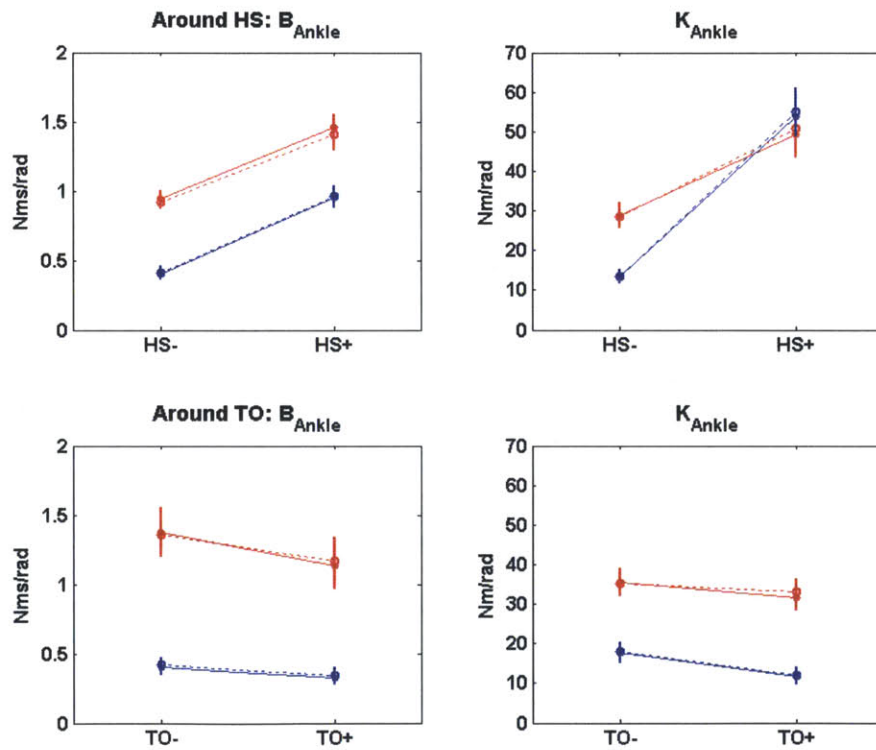 Around HS: B_Ankle
Nms/rad
2
1.5
1
0.5
0
HS-
HS+
K_Ankle
Nm/rad
70
60
50
40
30
20
10
0
HS-
HS+
Around TO: B_Ankle
Nms/rad
2
1.5
1
0.5
0
TO-
TO+
K_Ankle
Nm/rad
70
60
50
40
30
20
10
0
TO-
TO+